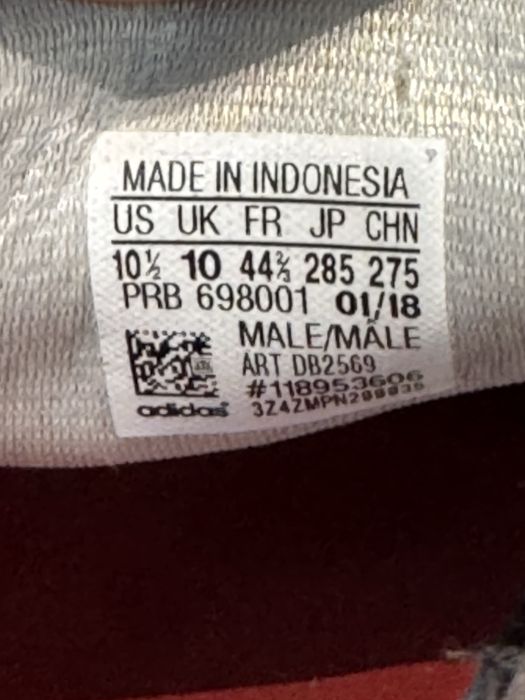 MADE IN INDONESIA
US UK FR JP CHN
10½ 10 44⅔ 285 275
PRB 698001 01/18
MALE/MÂLE
ART DB2569
#118953606
adidas